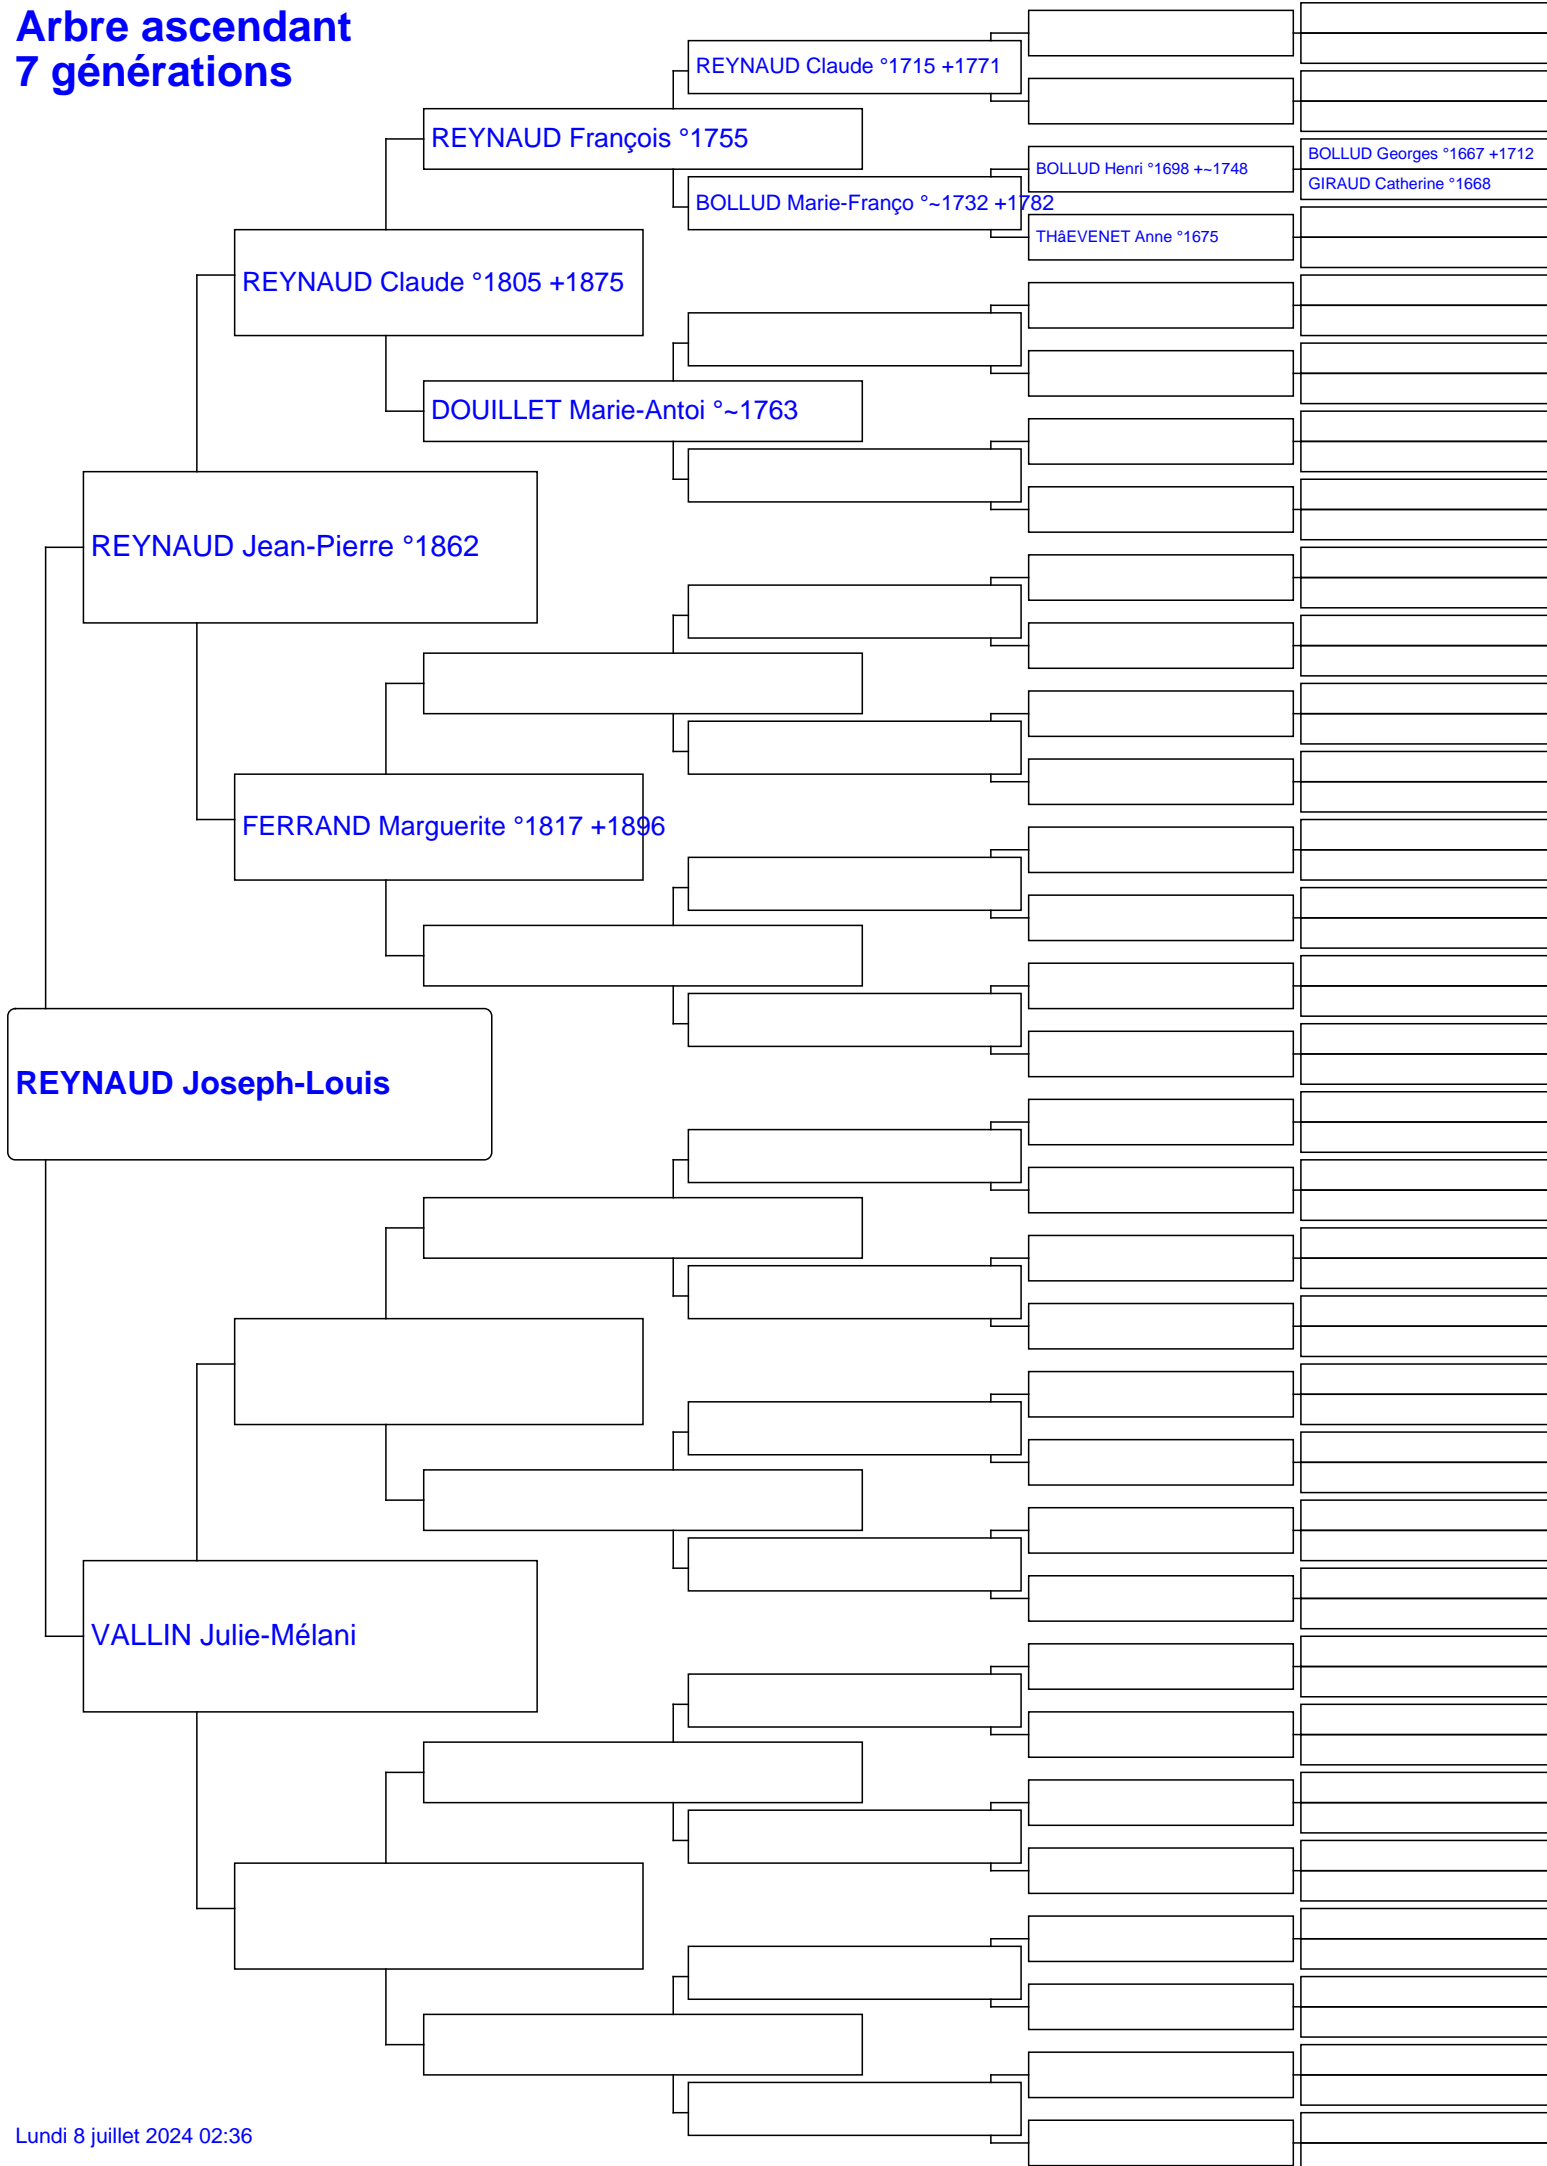 Arbre ascendant
7 générations
REYNAUD Claude °1715 +1771
REYNAUD François °1755
BOLLUD Georges °1667 +1712
BOLLUD Henri °1698 +~1748
GIRAUD Catherine °1668
BOLLUD Marie-Franço °~1732 +1782
THâEVENET Anne °1675
REYNAUD Claude °1805 +1875
DOUILLET Marie-Antoi °~1763
REYNAUD Jean-Pierre °1862
FERRAND Marguerite °1817 +1896
REYNAUD Joseph-Louis
VALLIN Julie-Mélani
Lundi 8 juillet 2024 02:36